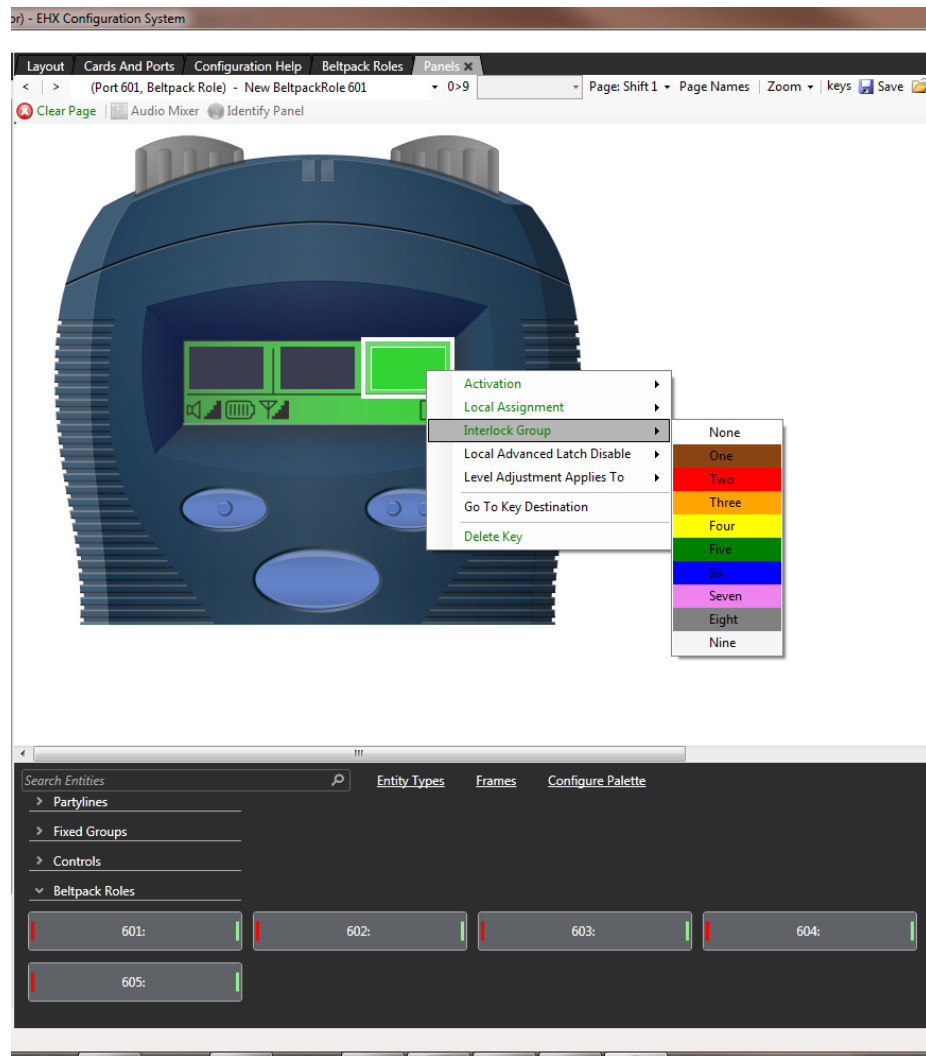 or) - EHX Configuration System
Layout Cards And Ports Configuration Help Beltpack Roles Panels
< > (Port 601, Beltpack Role) - New BeltpackRole 601 0>9 Page: Shift 1 Page Names Zoom keys Save
Clear Page Audio Mixer Identify Panel
Activation
Local Assignment
Interlock Group
Local Advanced Latch Disable
Level Adjustment Applies To
Go To Key Destination
Delete Key
None
One
Two
Three
Four
Five
Six
Seven
Eight
Nine
Search Entities Entity Types Frames Configure Palette
Partylines
Fixed Groups
Controls
Beltpack Roles
601: 602: 603: 604:
605: